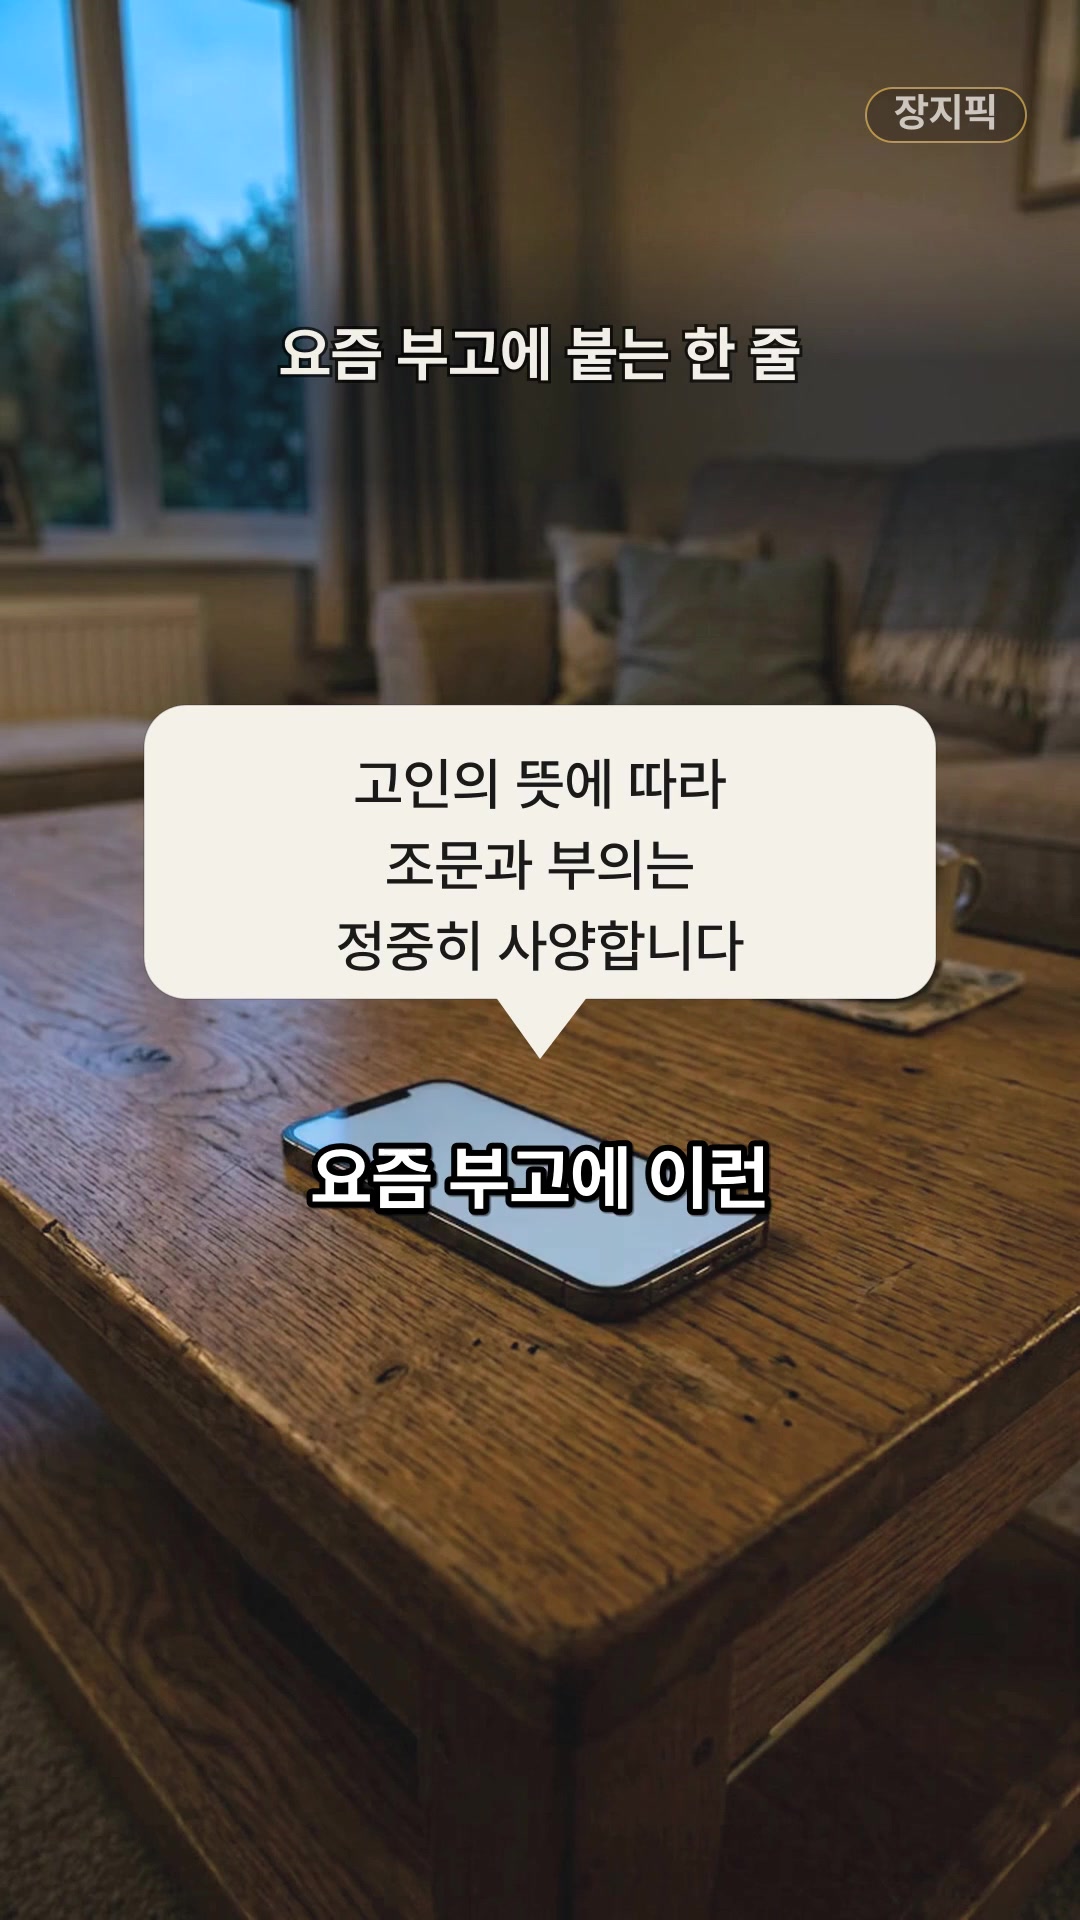 장지픽
요즘 부고에 붙는 한 줄
고인의 뜻에 따라
조문과 부의는
정중히 사양합니다
요즘 부고에 이런